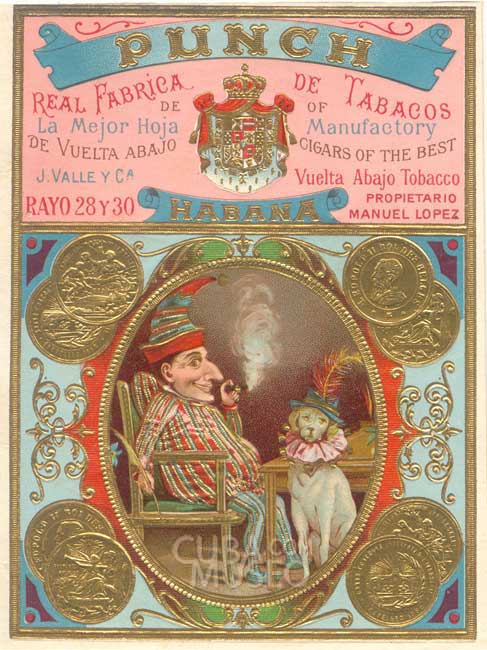 PUNCH
REAL FABRICA DE TABACOS
DE
La Mejor Hoja
DE VUELTA ABAJO
J. VALLE Y Cᴬ
RAYO 28 Y 30
OF
Manufactory
CIGARS OF THE BEST
Vuelta Abajo Tobacco
PROPIETARIO
MANUEL LOPEZ
HABANA
CUBA
MUSEO